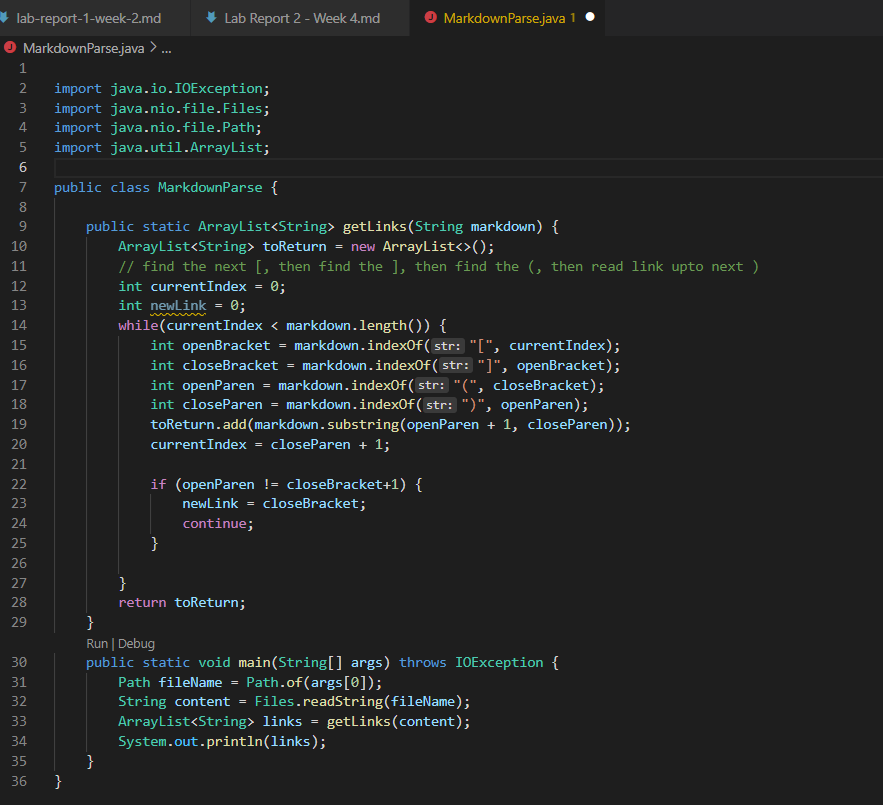 lab-report-1-week-2.md Lab Report 2 - Week 4.md J MarkdownParse.java 1
J MarkdownParse.java > ...
1
2 import java.io.IOException;
3 import java.nio.file.Files;
4 import java.nio.file.Path;
5 import java.util.ArrayList;
6
7 public class MarkdownParse {
8
9     public static ArrayList<String> getLinks(String markdown) {
10         ArrayList<String> toReturn = new ArrayList<>();
11         // find the next [, then find the ], then find the (, then read link upto next )
12         int currentIndex = 0;
13         int newLink = 0;
14         while(currentIndex < markdown.length()) {
15             int openBracket = markdown.indexOf(str: "[", currentIndex);
16             int closeBracket = markdown.indexOf(str: "]", openBracket);
17             int openParen = markdown.indexOf(str: "(", closeBracket);
18             int closeParen = markdown.indexOf(str: ")", openParen);
19             toReturn.add(markdown.substring(openParen + 1, closeParen));
20             currentIndex = closeParen + 1;
21
22             if (openParen != closeBracket+1) {
23                 newLink = closeBracket;
24                 continue;
25             }
26
27         }
28         return toReturn;
29     }
Run | Debug
30     public static void main(String[] args) throws IOException {
31         Path fileName = Path.of(args[0]);
32         String content = Files.readString(fileName);
33         ArrayList<String> links = getLinks(content);
34         System.out.println(links);
35     }
36 }